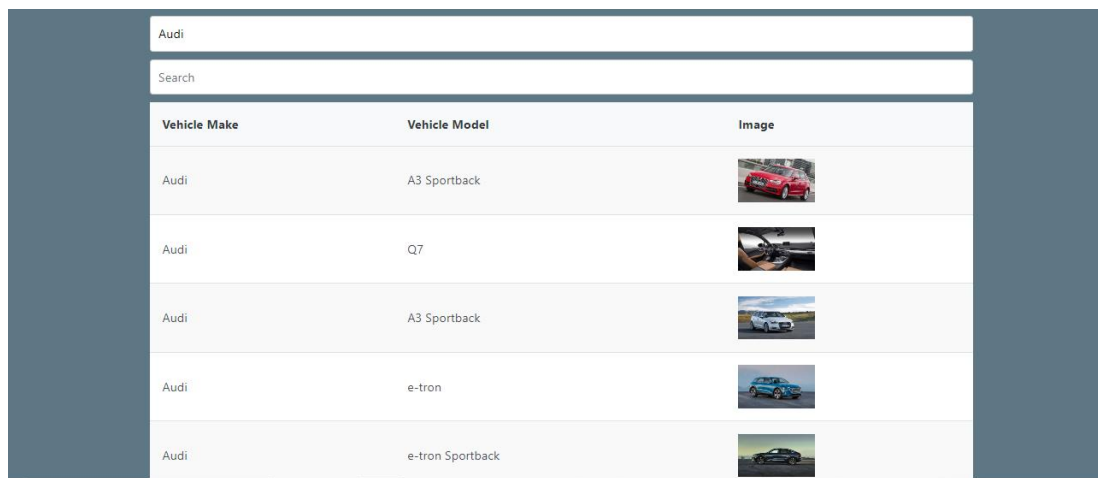 Audi
Search
Vehicle Make Vehicle Model Image
Audi A3 Sportback
Audi Q7
Audi A3 Sportback
Audi e-tron
Audi e-tron Sportback